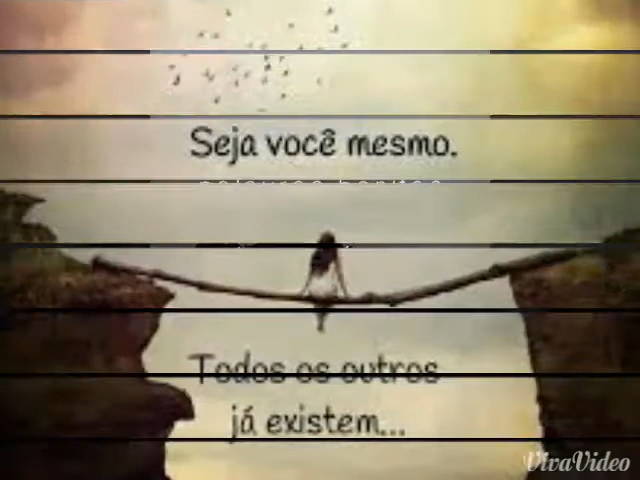 Seja você mesmo.
Todos os outros
já existem...
VivaVideo